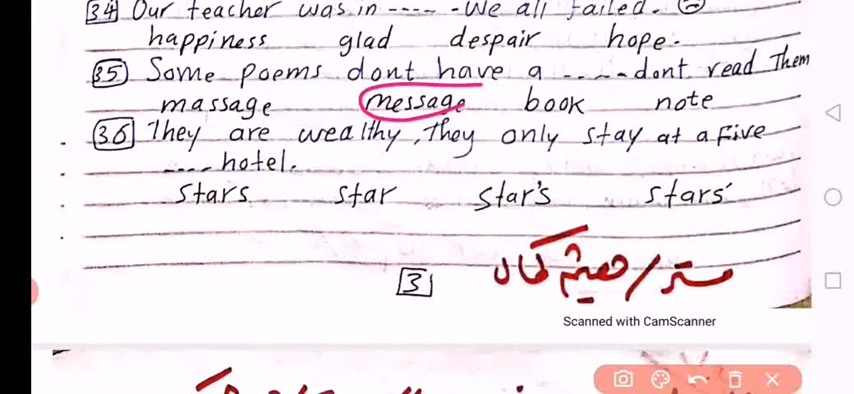 34 Our teacher was in ---- -We all failed. ☹
happiness glad despair hope.
35 Some poems dont have a ----- dont read Them
massage message book note
36 They are wealthy, They only stay at a five
---- hotel.
stars star star's stars'
مستر/هيثم كمال
3
Scanned with CamScanner